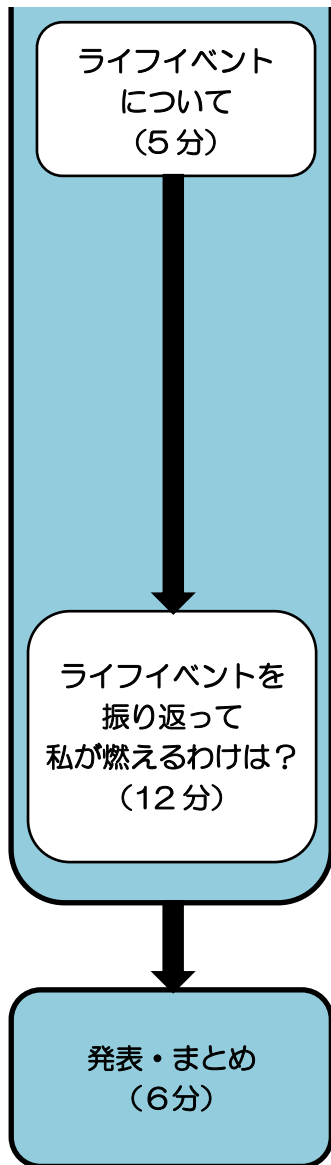 ライフイベント
について
（5 分）
ライフイベントを
振り返って
私が燃えるわけは？
（12 分）
発表・まとめ
（６分）